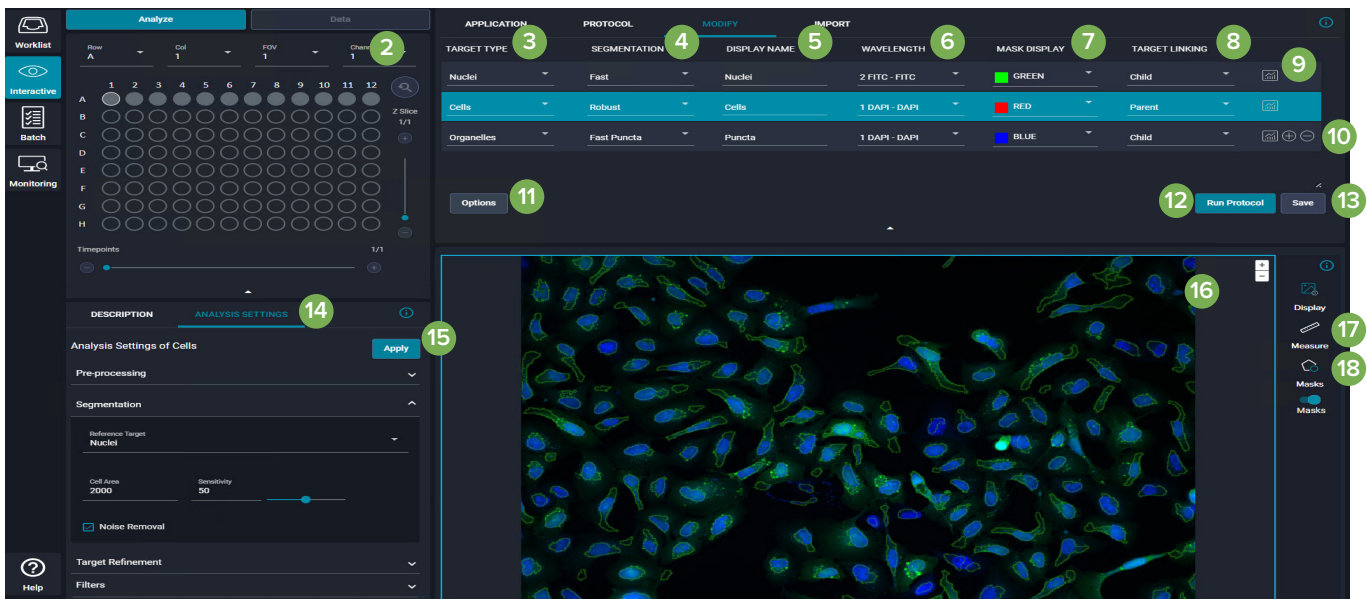 Worklist
Interactive
Batch
Monitoring
Help
Analyze Data
2
Row Col FOV
A 1 1 1
1 2 3 4 5 6 7 8 9 10 11 12
A
B
C
D
E
F
G
H
Z Slice
1/1
Timepoints 1/1
APPLICATION PROTOCOL MODIFY IMPORT
TARGET TYPE 3 SEGMENTATION 4 DISPLAY NAME 5 WAVELENGTH 6 MASK DISPLAY 7 TARGET LINKING 8
Nuclei Fast Nuclei 2 FITC - FITC GREEN Child 9
Cells Robust Cells 1 DAPI - DAPI RED Parent
Organelles Fast Puncta Puncta 1 DAPI - DAPI BLUE Child 10
Options 11 12 Run Protocol Save 13
DESCRIPTION ANALYSIS SETTINGS 14
Analysis Settings of Cells Apply 15
Pre-processing
Segmentation
Reference Target
Nuclei
Cell Area Sensitivity
2000 50
Noise Removal
Target Refinement
Filters
16
Display
17
Measure
18
Masks
Masks